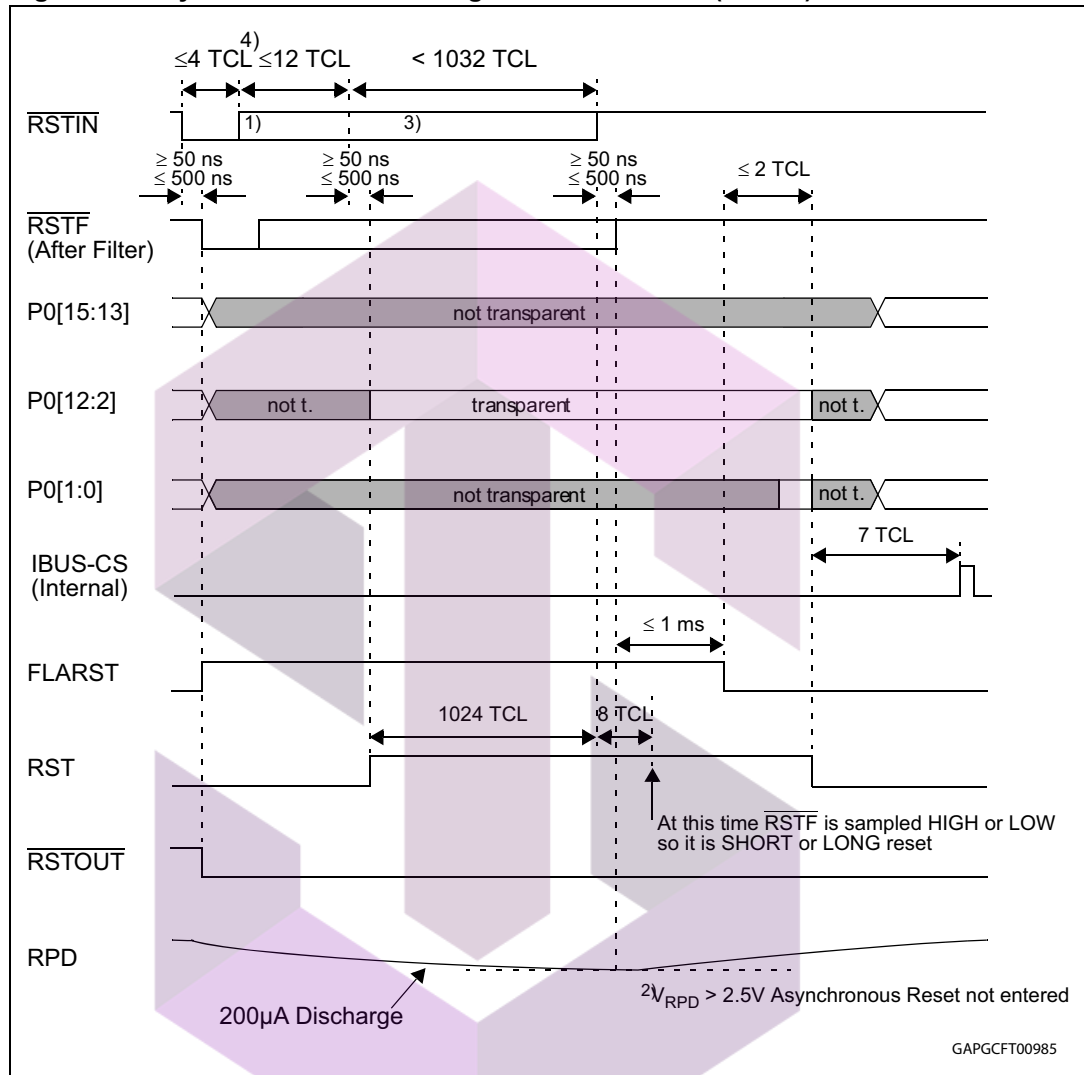 4)
≤4 TCL ≤12 TCL < 1032 TCL
RSTIN
1) 3)
≥ 50 ns ≥ 50 ns ≥ 50 ns
≤ 500 ns ≤ 500 ns ≤ 500 ns
≤ 2 TCL
RSTF
(After Filter)
P0[15:13] not transparent
P0[12:2] not t. transparent not t.
P0[1:0] not transparent not t.
7 TCL
IBUS-CS
(Internal)
≤ 1 ms
FLARST
1024 TCL 8 TCL
RST
At this time RSTF is sampled HIGH or LOW
so it is SHORT or LONG reset
RSTOUT
RPD
200µA Discharge
2) VRPD > 2.5V Asynchronous Reset not entered
GAPGCFT00985